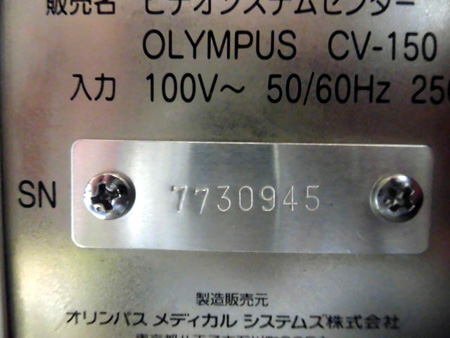 販売名 ビデオシステムセンター
OLYMPUS CV-150
入力 100V～ 50/60Hz 250
SN 7730945
製造販売元
オリンパス メディカル システムズ株式会社